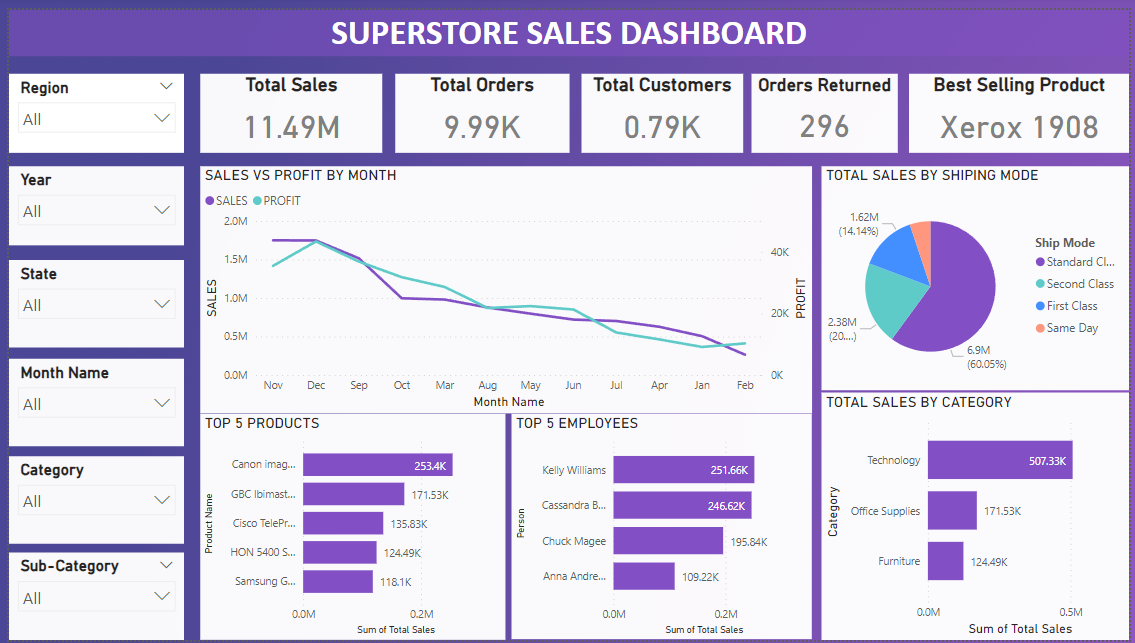 SUPERSTORE SALES DASHBOARD
Region
All
Year
All
State
All
Month Name
All
Category
All
Sub-Category
All
Total Sales
11.49M
Total Orders
9.99K
Total Customers
0.79K
Orders Returned
296
Best Selling Product
Xerox 1908
SALES VS PROFIT BY MONTH
SALES PROFIT
2.0M
1.5M
1.0M
0.5M
0.0M
SALES
40K
20K
0K
PROFIT
Nov Dec Sep Oct Mar Aug May Jun Jul Apr Jan Feb
Month Name
TOTAL SALES BY SHIPING MODE
1.62M
(14.14%)
2.38M
(20....)
6.9M
(60.05%)
Ship Mode
Standard Cl...
Second Class
First Class
Same Day
TOP 5 PRODUCTS
Product Name
Canon imag... 253.4K
GBC Ibimast... 171.53K
Cisco TelePr... 135.83K
HON 5400 S... 124.49K
Samsung G... 118.1K
0.0M 0.2M
Sum of Total Sales
TOP 5 EMPLOYEES
Person
Kelly Williams 251.66K
Cassandra B... 246.62K
Chuck Magee 195.84K
Anna Andre... 109.22K
0.0M 0.2M
Sum of Total Sales
TOTAL SALES BY CATEGORY
Category
Technology 507.33K
Office Supplies 171.53K
Furniture 124.49K
0.0M 0.5M
Sum of Total Sales